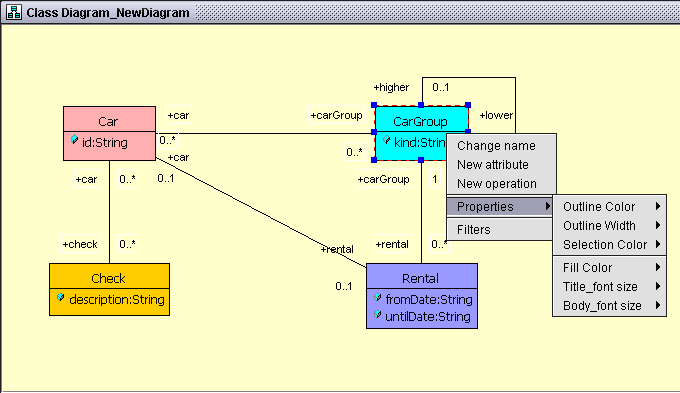 Class Diagram_NewDiagram
+higher
0..1
Car
+car
+carGroup
CarGroup
+lower
id:String
0..*
0..*
kind:Strin
+car
+car
0..*
0..1
+carGroup
1
Change name
New attribute
New operation
Properties
Filters
Outline Color
Outline Width
Selection Color
Fill Color
Title_font size
Body_font size
+check
0..*
+rental
+rental
0..*
Check
description:String
0..1
Rental
fromDate:String
untilDate:String